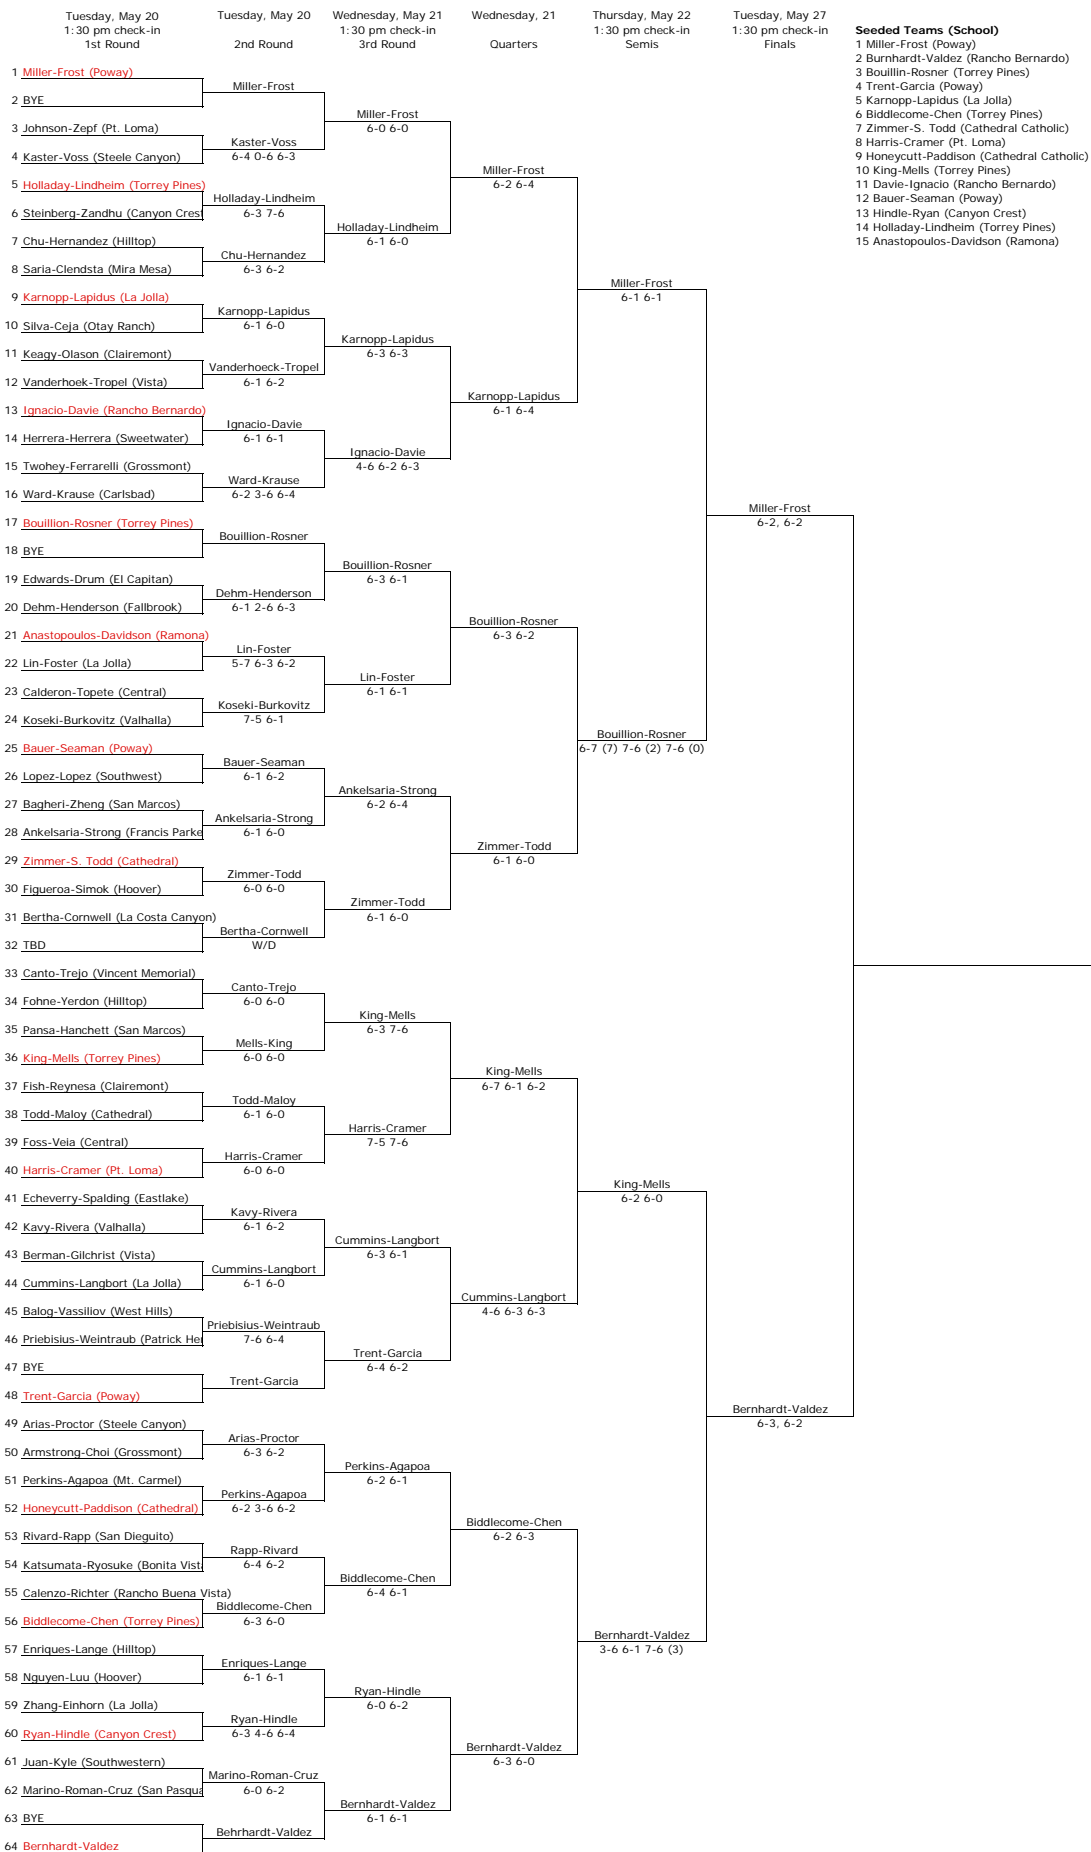 Tuesday, May 20
1:30 pm check-in
1st Round
Tuesday, May 20
2nd Round
Wednesday, May 21
1:30 pm check-in
3rd Round
Wednesday, 21
Quarters
Thursday, May 22
1:30 pm check-in
Semis
Tuesday, May 27
1:30 pm check-in
Finals
Seeded Teams (School)
1 Miller-Frost (Poway)
2 Burnhardt-Valdez (Rancho Bernardo)
3 Bouillin-Rosner (Torrey Pines)
4 Trent-Garcia (Poway)
5 Karnopp-Lapidus (La Jolla)
6 Biddlecome-Chen (Torrey Pines)
7 Zimmer-S. Todd (Cathedral Catholic)
8 Harris-Cramer (Pt. Loma)
9 Honeycutt-Paddison (Cathedral Catholic)
10 King-Mells (Torrey Pines)
11 Davie-Ignacio (Rancho Bernardo)
12 Bauer-Seaman (Poway)
13 Hindle-Ryan (Canyon Crest)
14 Holladay-Lindheim (Torrey Pines)
15 Anastopoulos-Davidson (Ramona)
1 Miller-Frost (Poway)
2 BYE
3 Johnson-Zepf (Pt. Loma)
4 Kaster-Voss (Steele Canyon)
5 Holladay-Lindheim (Torrey Pines)
6 Steinberg-Zandhu (Canyon Crest
7 Chu-Hernandez (Hilltop)
8 Saria-Clendsta (Mira Mesa)
9 Karnopp-Lapidus (La Jolla)
10 Silva-Ceja (Otay Ranch)
11 Keagy-Olason (Clairemont)
12 Vanderhoek-Tropel (Vista)
13 Ignacio-Davie (Rancho Bernardo)
14 Herrera-Herrera (Sweetwater)
15 Twohey-Ferrarelli (Grossmont)
16 Ward-Krause (Carlsbad)
17 Bouillion-Rosner (Torrey Pines)
18 BYE
19 Edwards-Drum (El Capitan)
20 Dehm-Henderson (Fallbrook)
21 Anastopoulos-Davidson (Ramona)
22 Lin-Foster (La Jolla)
23 Calderon-Topete (Central)
24 Koseki-Burkovitz (Valhalla)
25 Bauer-Seaman (Poway)
26 Lopez-Lopez (Southwest)
27 Bagheri-Zheng (San Marcos)
28 Ankelsaria-Strong (Francis Parke
29 Zimmer-S. Todd (Cathedral)
30 Figueroa-Simok (Hoover)
31 Bertha-Cornwell (La Costa Canyon)
32 TBD
33 Canto-Trejo (Vincent Memorial)
34 Fohne-Yerdon (Hilltop)
35 Pansa-Hanchett (San Marcos)
36 King-Mells (Torrey Pines)
37 Fish-Reynesa (Clairemont)
38 Todd-Maloy (Cathedral)
39 Foss-Veia (Central)
40 Harris-Cramer (Pt. Loma)
41 Echeverry-Spalding (Eastlake)
42 Kavy-Rivera (Valhalla)
43 Berman-Gilchrist (Vista)
44 Cummins-Langbort (La Jolla)
45 Balog-Vassiliov (West Hills)
46 Priebisius-Weintraub (Patrick Her
47 BYE
48 Trent-Garcia (Poway)
49 Arias-Proctor (Steele Canyon)
50 Armstrong-Choi (Grossmont)
51 Perkins-Agapoa (Mt. Carmel)
52 Honeycutt-Paddison (Cathedral)
53 Rivard-Rapp (San Dieguito)
54 Katsumata-Ryosuke (Bonita Vista
55 Calenzo-Richter (Rancho Buena Vista)
56 Biddlecome-Chen (Torrey Pines)
57 Enriques-Lange (Hilltop)
58 Nguyen-Luu (Hoover)
59 Zhang-Einhorn (La Jolla)
60 Ryan-Hindle (Canyon Crest)
61 Juan-Kyle (Southwestern)
62 Marino-Roman-Cruz (San Pasqua
63 BYE
64 Bernhardt-Valdez
Miller-Frost
Kaster-Voss
6-4 0-6 6-3
Holladay-Lindheim
6-3 7-6
Chu-Hernandez
6-3 6-2
Karnopp-Lapidus
6-1 6-0
Vanderhoeck-Tropel
6-1 6-2
Ignacio-Davie
6-1 6-1
Ward-Krause
6-2 3-6 6-4
Bouillion-Rosner
Dehm-Henderson
6-1 2-6 6-3
Lin-Foster
5-7 6-3 6-2
Koseki-Burkovitz
7-5 6-1
Bauer-Seaman
6-1 6-2
Ankelsaria-Strong
6-1 6-0
Zimmer-Todd
6-0 6-0
Bertha-Cornwell
W/D
Canto-Trejo
6-0 6-0
Mells-King
6-0 6-0
Todd-Maloy
6-1 6-0
Harris-Cramer
6-0 6-0
Kavy-Rivera
6-1 6-2
Cummins-Langbort
6-1 6-0
Priebisius-Weintraub
7-6 6-4
Trent-Garcia
Arias-Proctor
6-3 6-2
Perkins-Agapoa
6-2 3-6 6-2
Rapp-Rivard
6-4 6-2
Biddlecome-Chen
6-3 6-0
Enriques-Lange
6-1 6-1
Ryan-Hindle
6-3 4-6 6-4
Marino-Roman-Cruz
6-0 6-2
Behrhardt-Valdez
Miller-Frost
6-0 6-0
Holladay-Lindheim
6-1 6-0
Karnopp-Lapidus
6-3 6-3
Ignacio-Davie
4-6 6-2 6-3
Bouillion-Rosner
6-3 6-1
Lin-Foster
6-1 6-1
Ankelsaria-Strong
6-2 6-4
Zimmer-Todd
6-1 6-0
King-Mells
6-3 7-6
Harris-Cramer
7-5 7-6
Cummins-Langbort
6-3 6-1
Trent-Garcia
6-4 6-2
Perkins-Agapoa
6-2 6-1
Biddlecome-Chen
6-4 6-1
Ryan-Hindle
6-0 6-2
Bernhardt-Valdez
6-1 6-1
Miller-Frost
6-2 6-4
Karnopp-Lapidus
6-1 6-4
Bouillion-Rosner
6-3 6-2
Zimmer-Todd
6-1 6-0
King-Mells
6-7 6-1 6-2
Cummins-Langbort
4-6 6-3 6-3
Biddlecome-Chen
6-2 6-3
Bernhardt-Valdez
6-3 6-0
Miller-Frost
6-1 6-1
Bouillion-Rosner
6-7 (7) 7-6 (2) 7-6 (0)
King-Mells
6-2 6-0
Bernhardt-Valdez
3-6 6-1 7-6 (3)
Miller-Frost
6-2, 6-2
Bernhardt-Valdez
6-3, 6-2